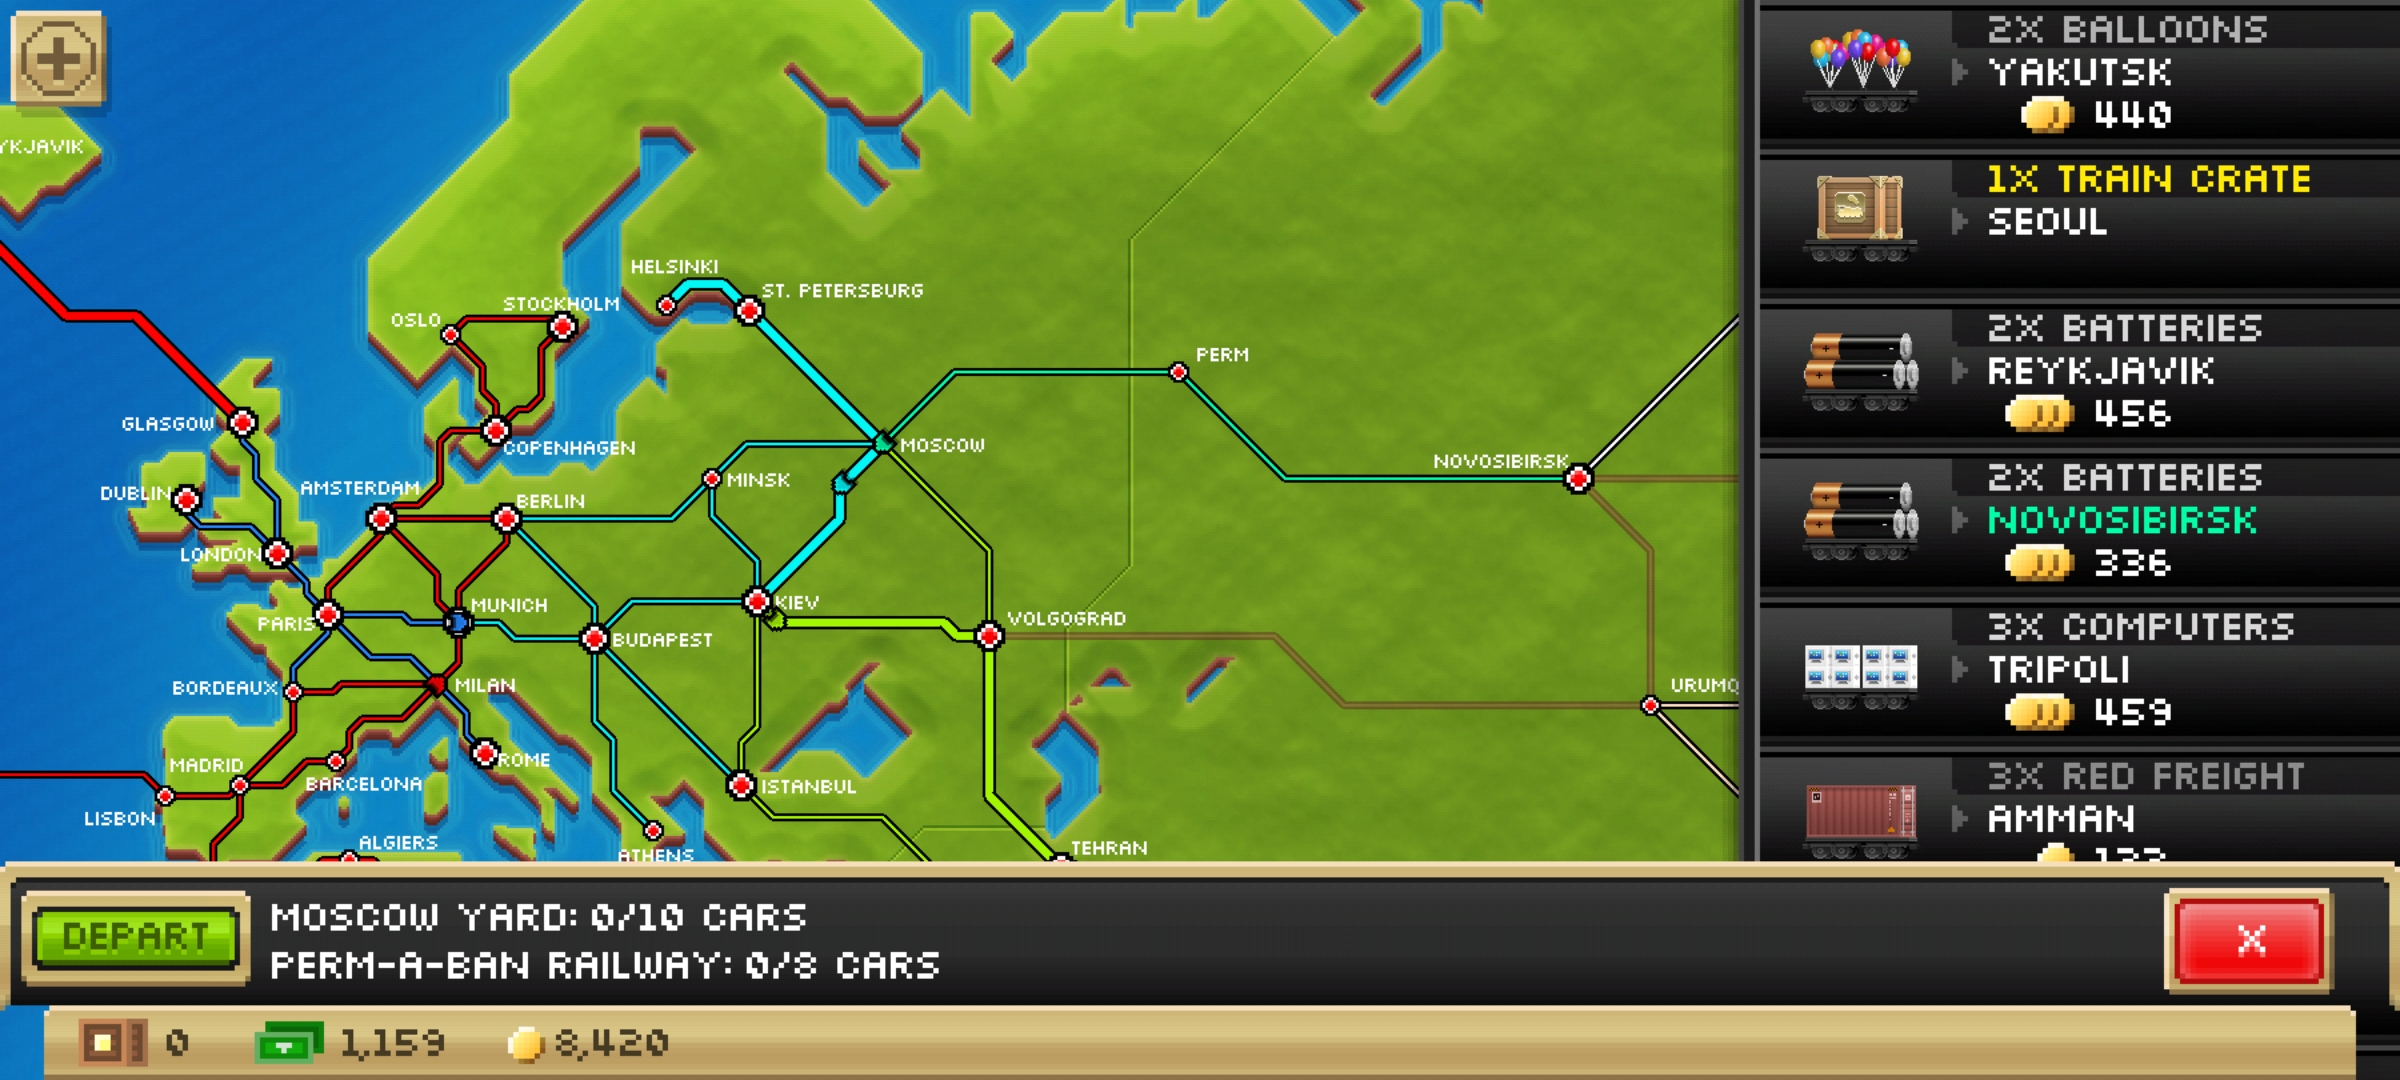 YKJAVIK
HELSINKI
ST. PETERSBURG
OSLO
STOCKHOLM
PERM
GLASGOW
COPENHAGEN
MOSCOW
NOVOSIBIRSK
DUBLIN
AMSTERDAM
BERLIN
MINSK
LONDON
MUNICH
KIEV
PARIS
BUDAPEST
VOLGOGRAD
BORDEAUX
MILAN
URUMQ
MADRID
BARCELONA
ROME
ISTANBUL
LISBON
ALGIERS
ATHENS
TEHRAN
2X BALLOONS
YAKUTSK
440
1X TRAIN CRATE
SEOUL
2X BATTERIES
REYKJAVIK
456
2X BATTERIES
NOVOSIBIRSK
336
3X COMPUTERS
TRIPOLI
459
3X RED FREIGHT
AMMAN
DEPART
MOSCOW YARD: 0/10 CARS
PERM-A-BAN RAILWAY: 0/8 CARS
X
0
1,159
8,420